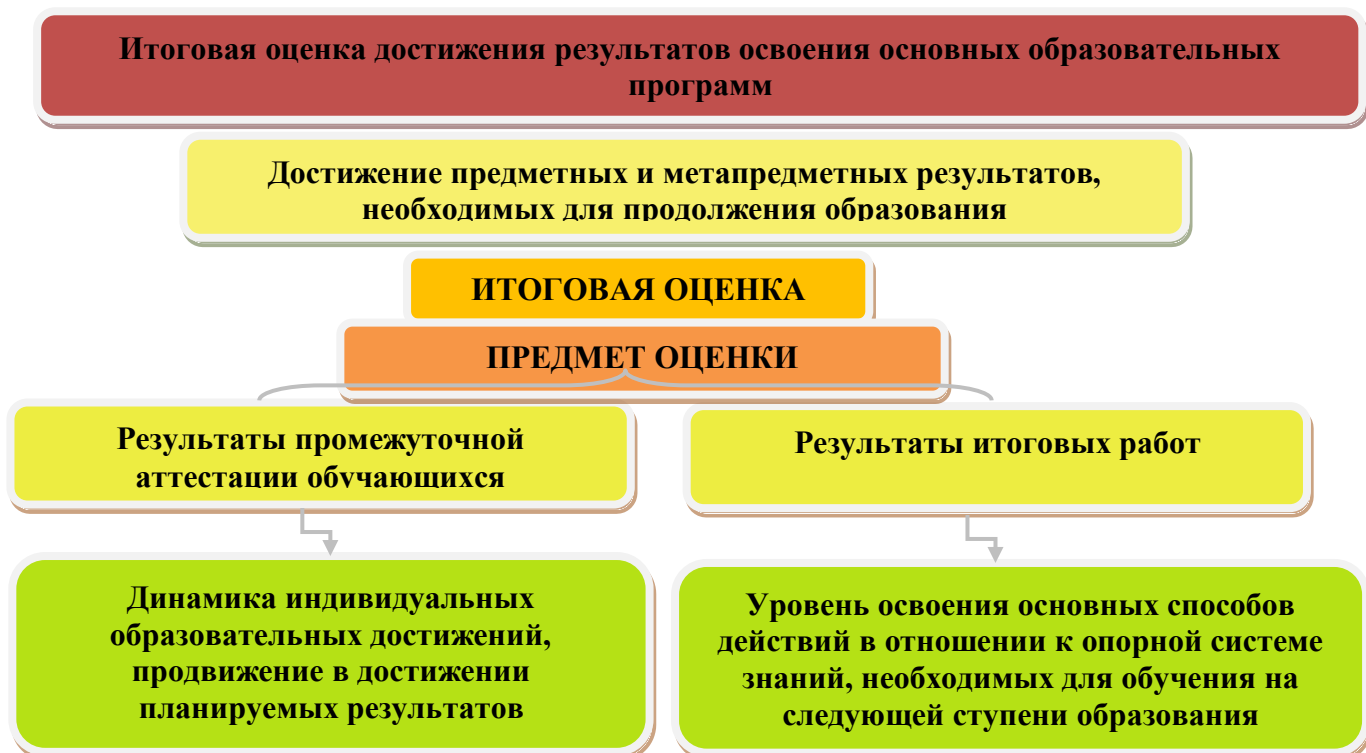 Итоговая оценка достижения результатов освоения основных образовательных
программ
Достижение предметных и метапредметных результатов,
необходимых для продолжения образования
ИТОГОВАЯ ОЦЕНКА
ПРЕДМЕТ ОЦЕНКИ
Результаты промежуточной
аттестации обучающихся
Результаты итоговых работ
Динамика индивидуальных
образовательных достижений,
продвижение в достижении
планируемых результатов
Уровень освоения основных способов
действий в отношении к опорной системе
знаний, необходимых для обучения на
следующей ступени образования